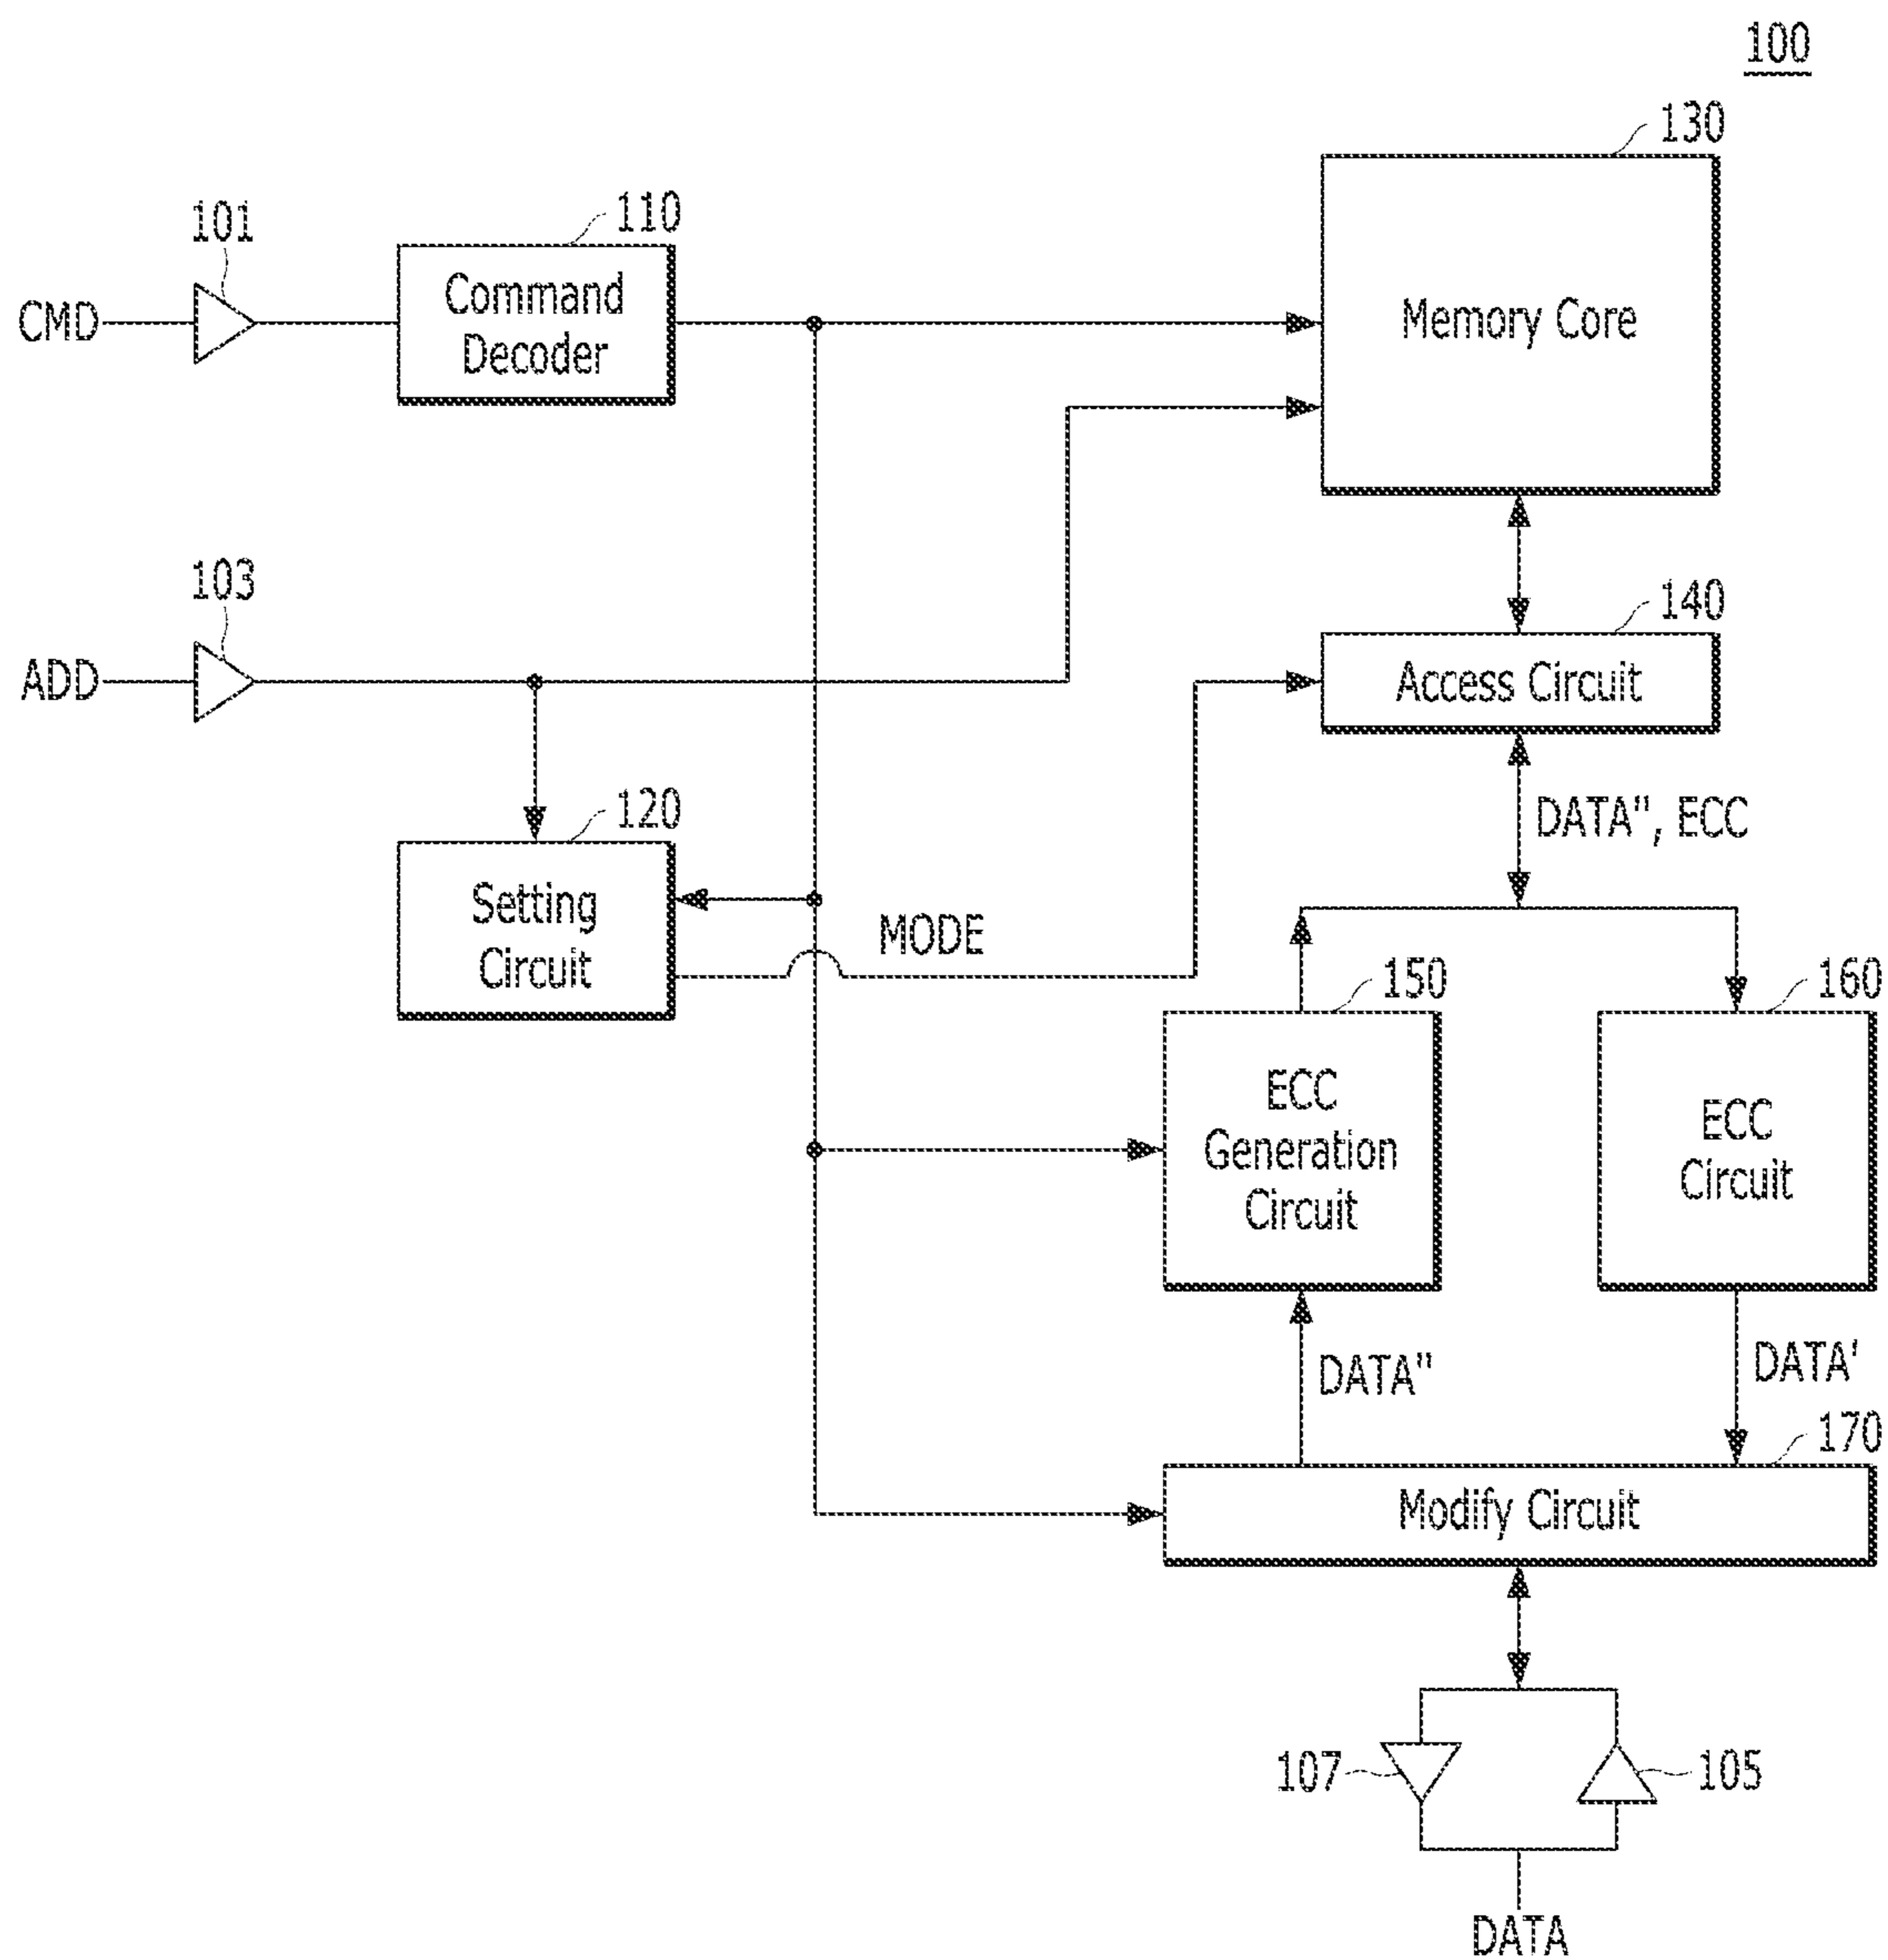 100
130
110
101
Command
Decoder
CMD
Memory Core
103
140
ADD
Access Circuit
120
DATA", ECC
Setting
Circuit
MODE
150
160
ECC
Generation
Circuit
ECC
Circuit
DATA"
DATA'
170
Modify Circuit
107
105
DATA